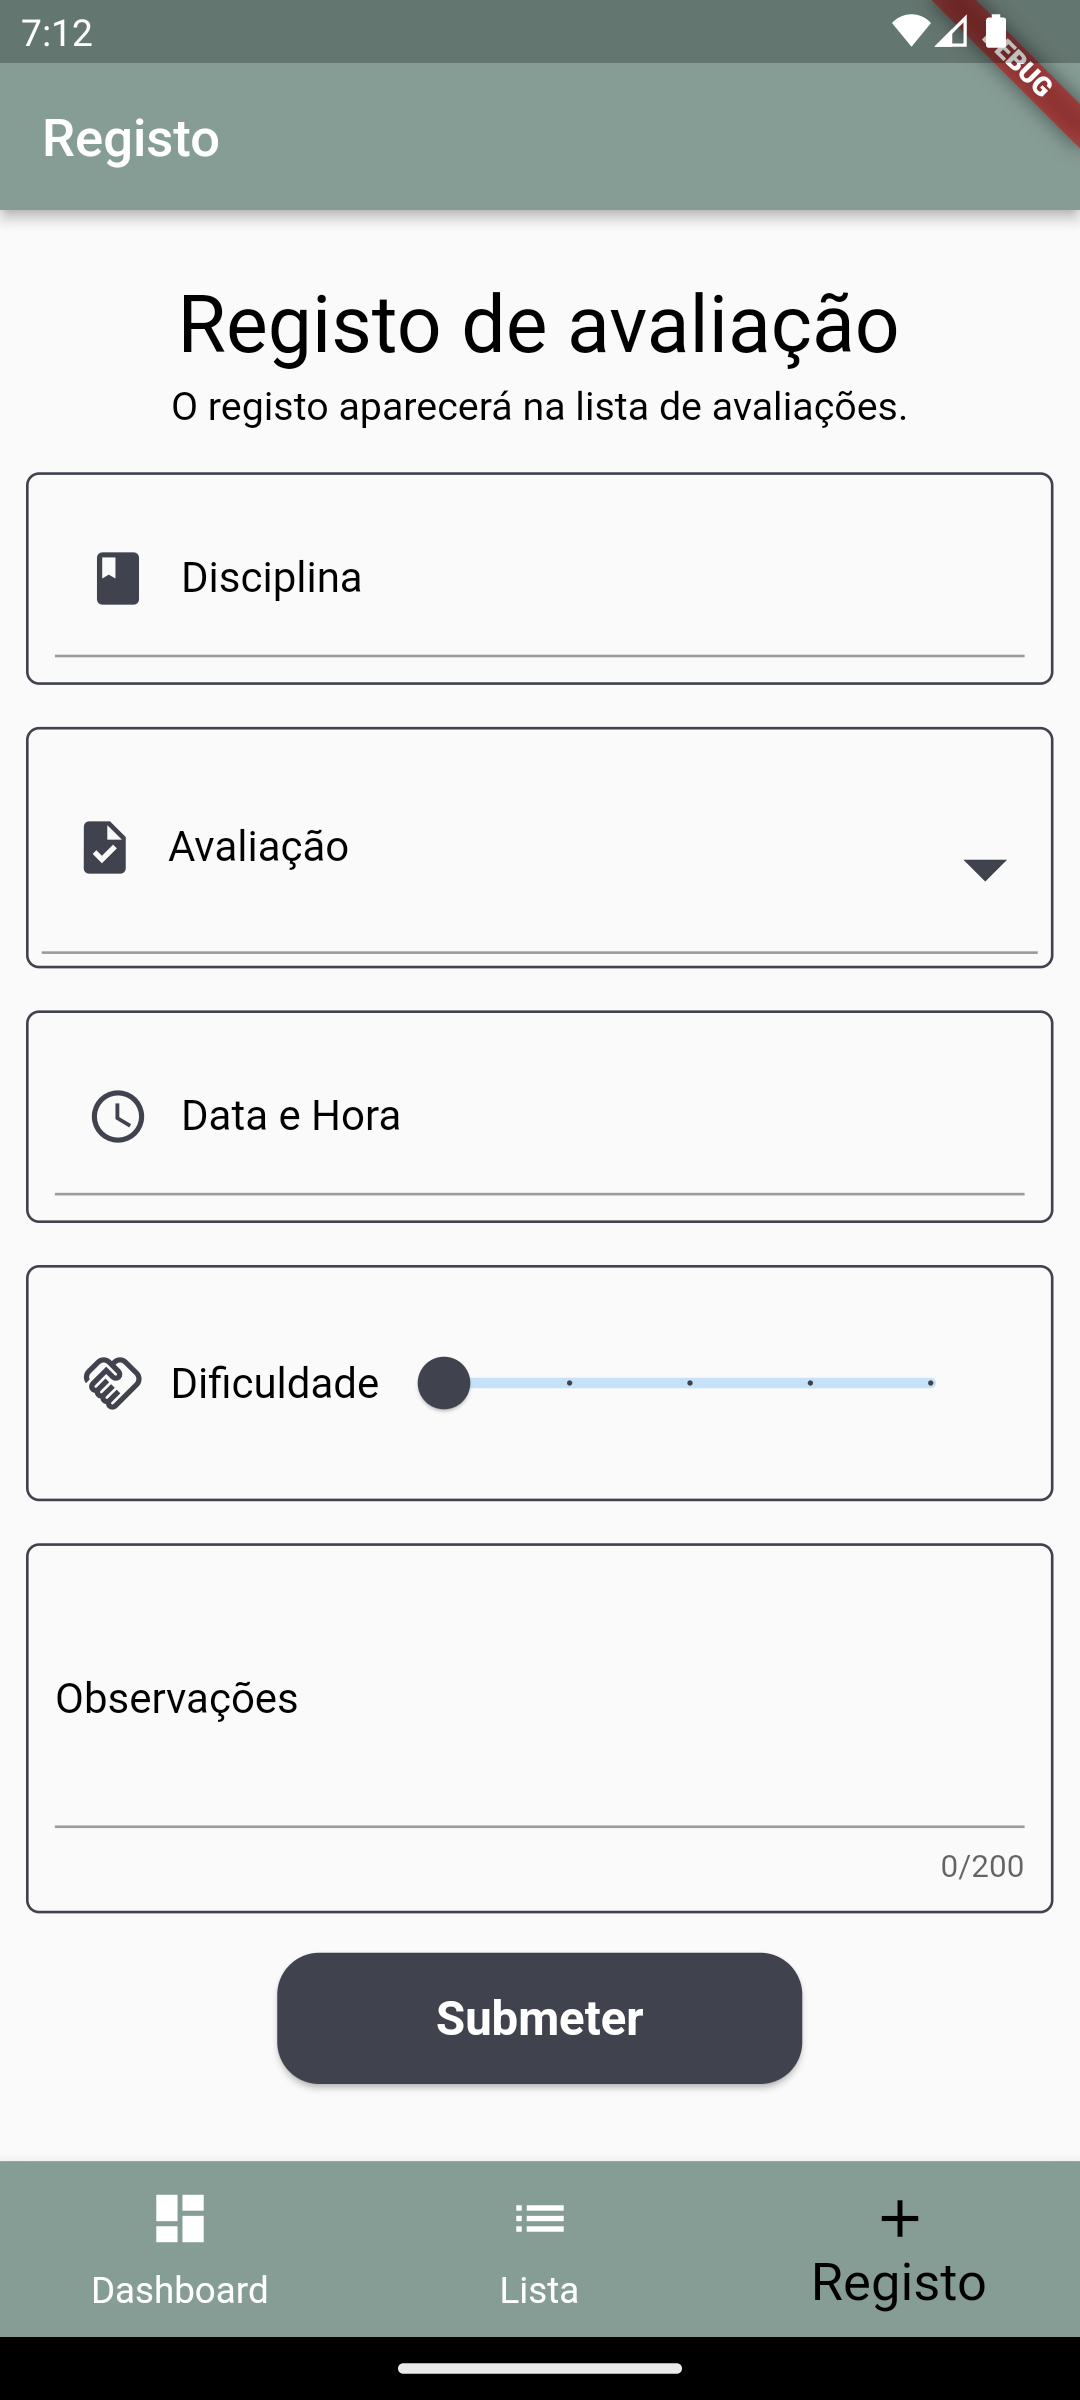 7:12
DEBUG
Registo
Registo de avaliação
O registo aparecerá na lista de avaliações.
Disciplina
Avaliação
Data e Hora
Dificuldade
Observações
0/200
Submeter
Dashboard
Lista
Registo